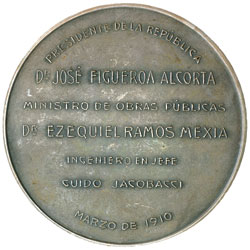 PRESIDENTE DE LA REPÚBLICA
DR. JOSÉ FIGUEROA ALCORTA
MINISTRO DE OBRAS PÚBLICAS
DR. EZEQUIEL RAMOS MEXIA
INGENIERO EN JEFE
GUIDO JACOBACCI
MARZO DE 1910